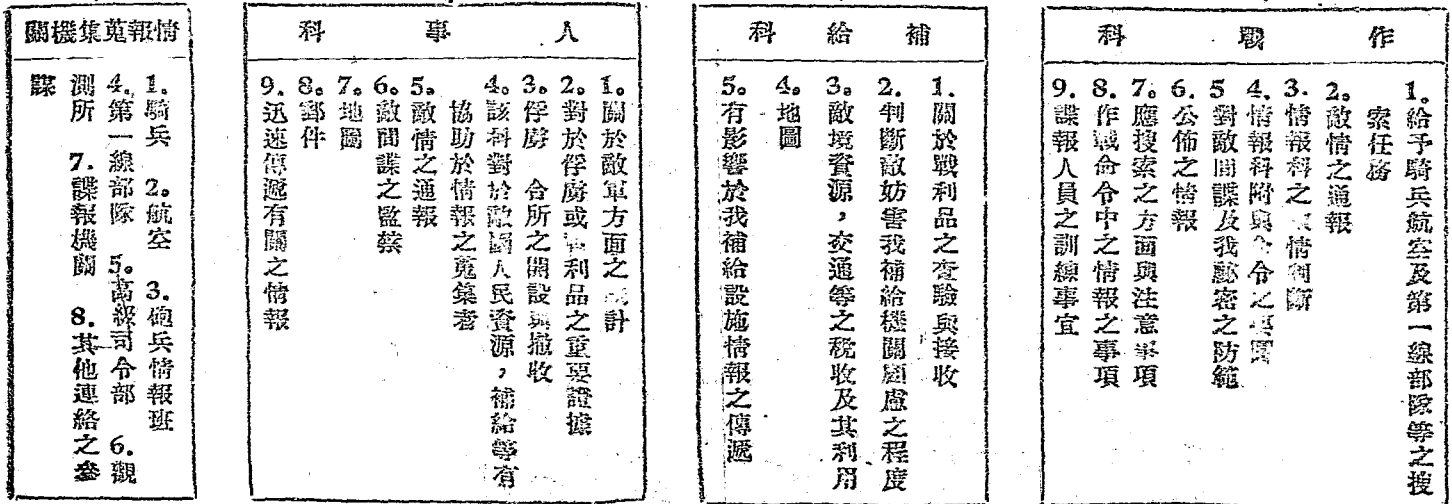 作戰科
1。給予騎兵航空及第一線部隊等之搜
索任務
2。敵情之通報
3.情報科之情判斷
4.情報科附與命令之
5對敵間諜及我秘密之防範
6.公佈之情報
7。應搜索之方面與注意事項
8.作戰命令中之情報之事項
9.諜報人員之訓練事宜
補給科
1.關於戰利品之查驗與接收
2.判斷敵妨害我補給機關顧慮之程度
3。敵境資源,交通等之稅收及其利用
4。地圖
5。有影響於我補給設施情報之傳遞
人事科
1。關於敵軍方面之計
2。對於俘虜或利品之重要證據
3。俘虜 令所之開設與撤收
4。該科對於敵國人民資源,補給等有
協助於情報之蒐集者
5。敵情之通報
6。敵間諜之監察
7。地圖
8。郵件
9.迅速傳遞有關之情報
情報蒐集機關
1.騎兵 2。航空 3.砲兵情報班
4.第一線部隊 5。高級司令部 6.觀
測所 7.諜報機關 8.其他連絡之參
謀